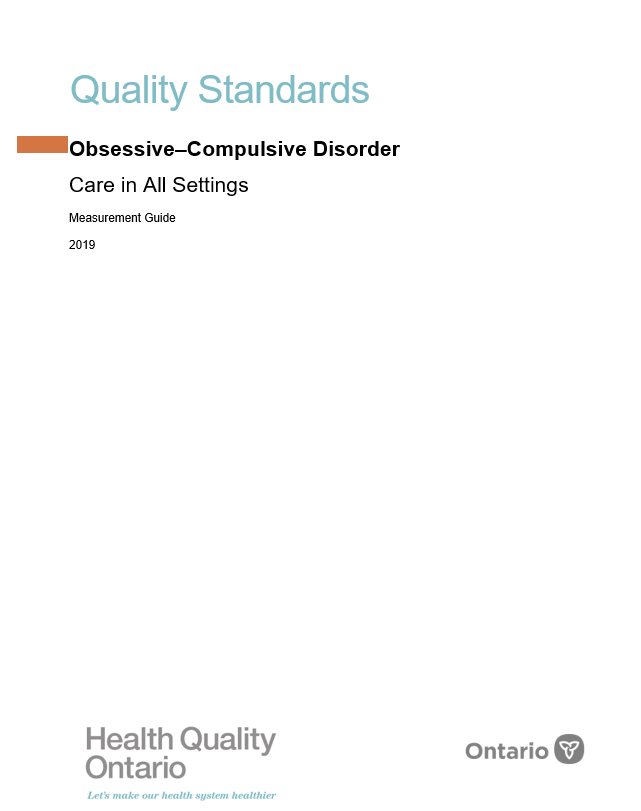 Quality Standards
Obsessive–Compulsive Disorder
Care in All Settings
Measurement Guide
2019
Health Quality
Ontario
Let's make our health system healthier
Ontario